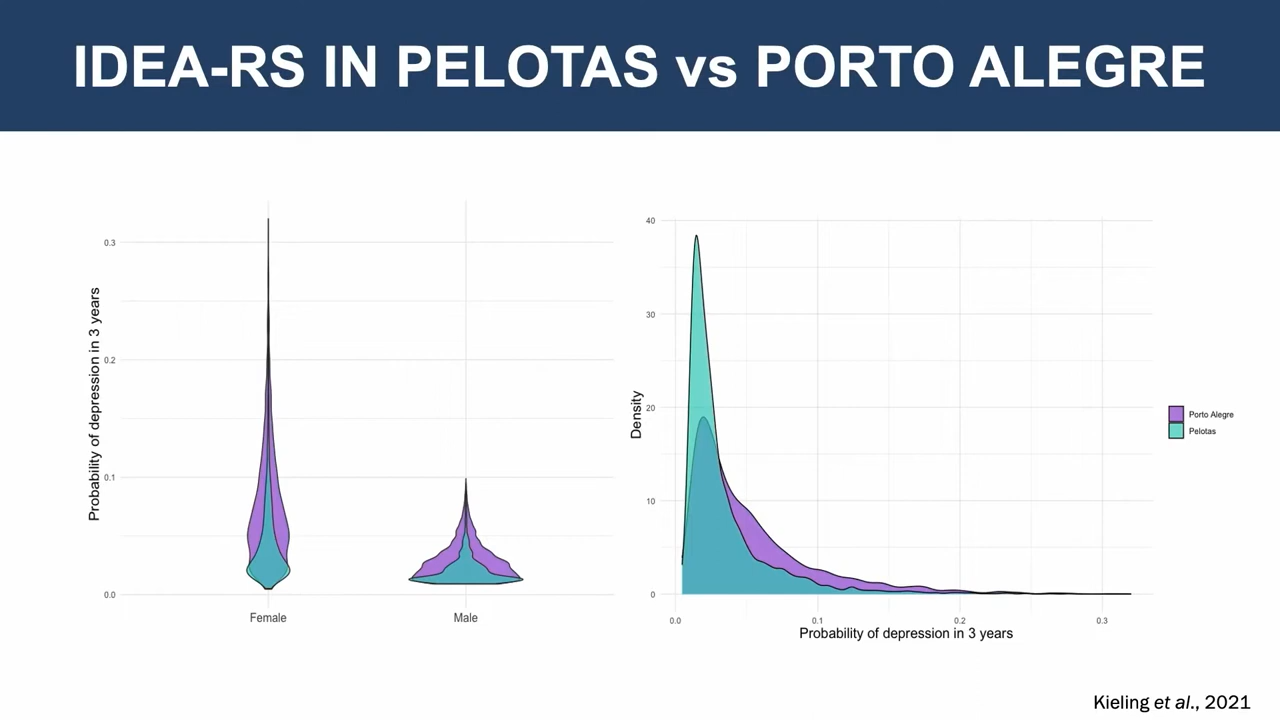 IDEA-RS IN PELOTAS vs PORTO ALEGRE
Probability of depression in 3 years
0.3
0.2
0.1
0.0
Female
Male
Density
40
30
20
10
0
0.0
0.1
0.2
0.3
Probability of depression in 3 years
Porto Alegre
Pelotas
Kieling et al., 2021